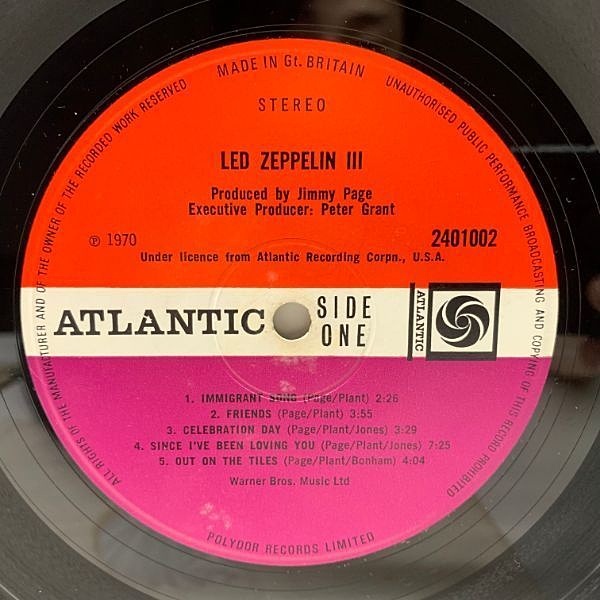 MADE IN Gt. BRITAIN
UNAUTHORISED PUBLIC PERFORMANCE BROADCASTING AND COPYING OF THIS RECORD PROHIBITED
ALL RIGHTS OF THE MANUFACTURER AND OF THE OWNER OF THE RECORDED WORK RESERVED
STEREO
LED ZEPPELIN III
Produced by Jimmy Page
Executive Producer: Peter Grant
℗ 1970
2401002
Under licence from Atlantic Recording Corpn., U.S.A.
ATLANTIC
SIDE
ONE
ATLANTIC
1. IMMIGRANT SONG (Page/Plant) 2:26
2. FRIENDS (Page/Plant) 3:55
3. CELEBRATION DAY (Page/Plant/Jones) 3:29
4. SINCE I'VE BEEN LOVING YOU (Page/Plant/Jones) 7:25
5. OUT ON THE TILES (Page/Plant/Bonham) 4:04
Warner Bros. Music Ltd
POLYDOR RECORDS LIMITED